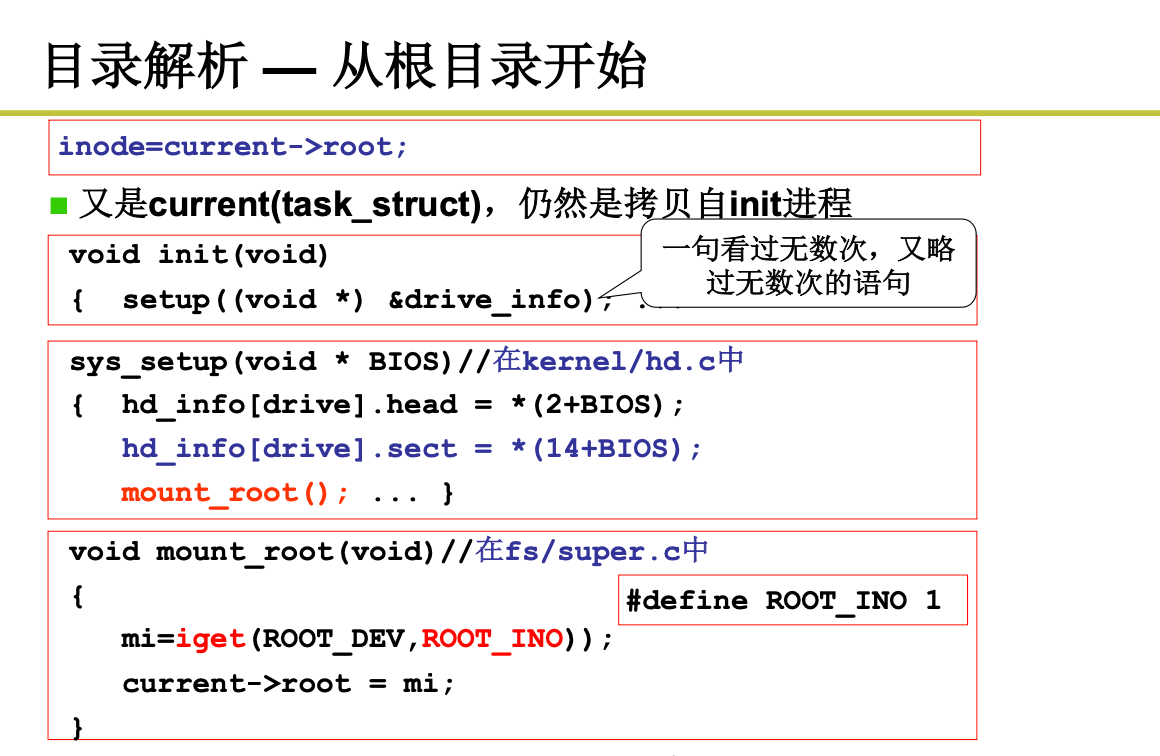 目录解析 — 从根目录开始
inode=current->root;
又是current(task_struct)，仍然是拷贝自init进程
void init(void)
{ setup((void *) &drive_info); ...
一句看过无数次，又略
过无数次的语句
sys_setup(void * BIOS)//在kernel/hd.c中
{ hd_info[drive].head = *(2+BIOS);
hd_info[drive].sect = *(14+BIOS);
mount_root(); ... }
void mount_root(void)//在fs/super.c中
{
#define ROOT_INO 1
mi=iget(ROOT_DEV,ROOT_INO));
current->root = mi;
}